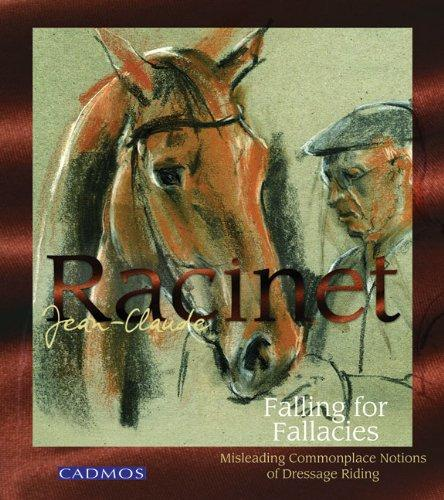 Racinet
Jean-Claude
Falling for
Fallacies
Misleading Commonplace Notions
of Dressage Riding
CADMOS